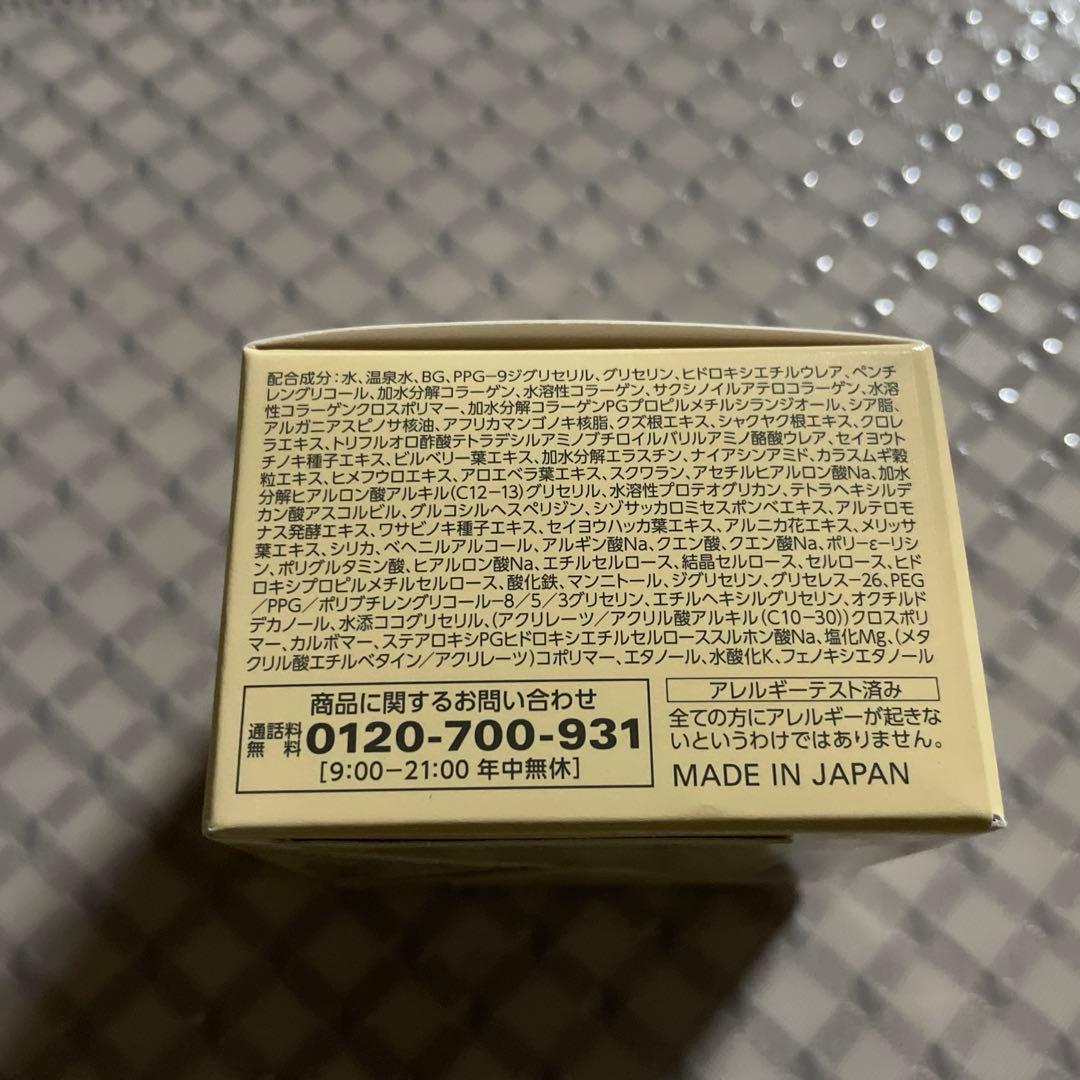 配合成分：水、温泉水、BG、PPG-9ジグリセリル、グリセリン、ヒドロキシエチルウレア、ペンチ
レングリコール、加水分解コラーゲン、水溶性コラーゲン、サクシノイルアテロコラーゲン、水溶
性コラーゲンクロスポリマー、加水分解コラーゲンPGプロピルメチルシランジオール、シア脂、
アルガニアスピノサ核油、アフリカマンゴノキ核脂、クズ根エキス、シャクヤク根エキス、クロレ
ラエキス、トリフルオロ酢酸テトラデシルアミノブチロイルバリルアミノ酪酸ウレア、セイヨウト
チノキ種子エキス、ビルベリー葉エキス、加水分解エラスチン、ナイアシンアミド、カラスムギ穀
粒エキス、ヒメフウロエキス、アロエベラ葉エキス、スクワラン、アセチルヒアルロン酸Na、加水
分解ヒアルロン酸アルキル(C12-13)グリセリル、水溶性プロテオグリカン、テトラヘキシルデ
カン酸アスコルビル、グルコシルヘスペリジン、シゾサッカロミセスポンベエキス、アルテロモ
ナス発酵エキス、ワサビノキ種子エキス、セイヨウハッカ葉エキス、アルニカ花エキス、メリッサ
葉エキス、シリカ、ベヘニルアルコール、アルギン酸Na、クエン酸、クエン酸Na、ポリ-ε-リシ
ン、ポリグルタミン酸、ヒアルロン酸Na、エチルセルロース、結晶セルロース、セルロース、ヒド
ロキシプロピルメチルセルロース、酸化鉄、マンニトール、ジグリセリン、グリセレス-26、PEG
/PPG/ポリブチレングリコール-8/5/3グリセリン、エチルヘキシルグリセリン、オクチルド
デカノール、水添ココグリセリル、(アクリレーツ/アクリル酸アルキル(C10-30))クロスポリ
マー、カルボマー、ステアロキシPGヒドロキシエチルセルローススルホン酸Na、塩化Mg、(メタ
クリル酸エチルベタイン/アクリレーツ)コポリマー、エタノール、水酸化K、フェノキシエタノール
商品に関するお問い合わせ
通話料
無 料
0120-700-931
[9:00-21:00 年中無休]
アレルギーテスト済み
全ての方にアレルギーが起きな
いというわけではありません。
MADE IN JAPAN